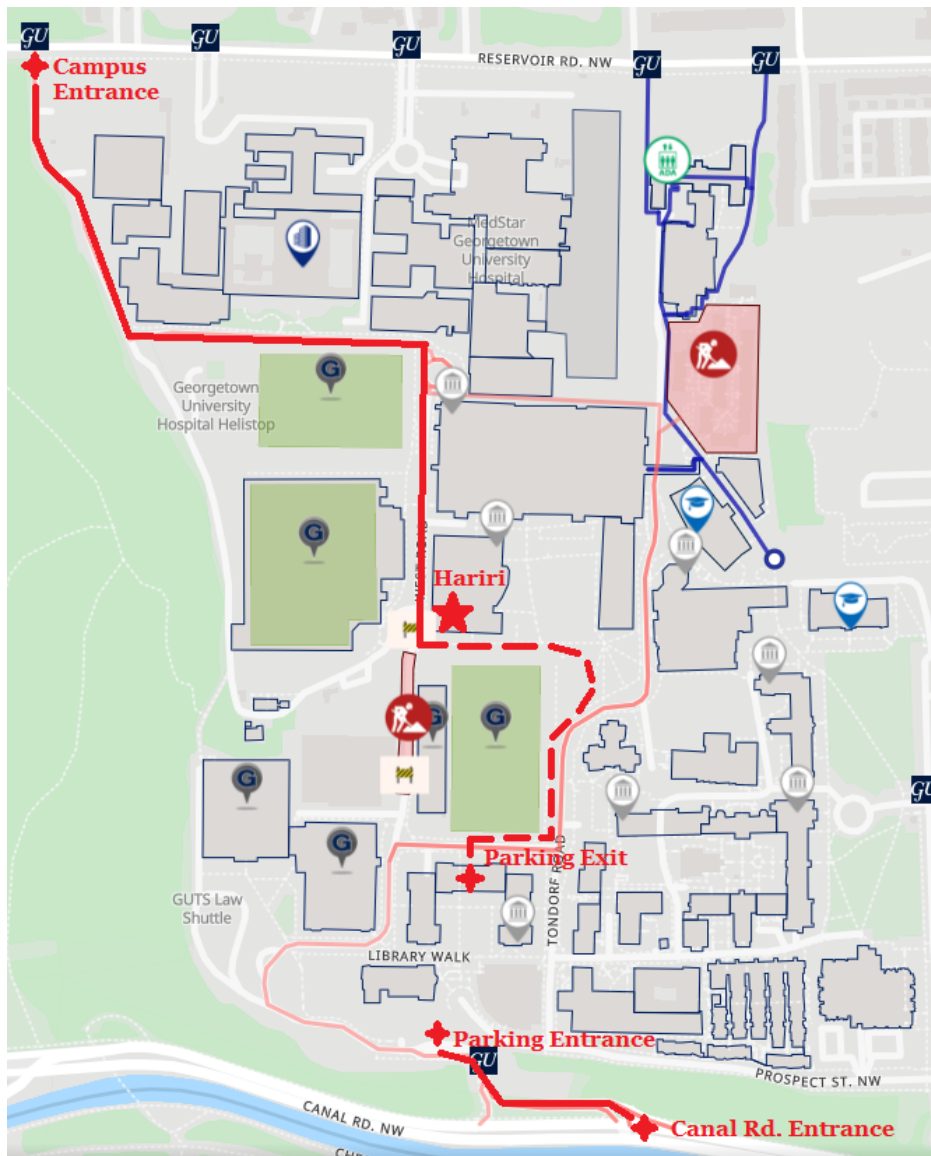 GU
GU
GU
GU
GU
RESERVOIR RD. NW
Campus
Entrance
ADA
MedStar
Georgetown
University
Hospital
G
Georgetown
University
Hospital Helistop
G
WEST ROAD
Hariri
G
G
G
GU
G
Parking Exit
TONDORF ROAD
GUTS Law
Shuttle
LIBRARY WALK
Parking Entrance
GU
PROSPECT ST. NW
CANAL RD. NW
Canal Rd. Entrance